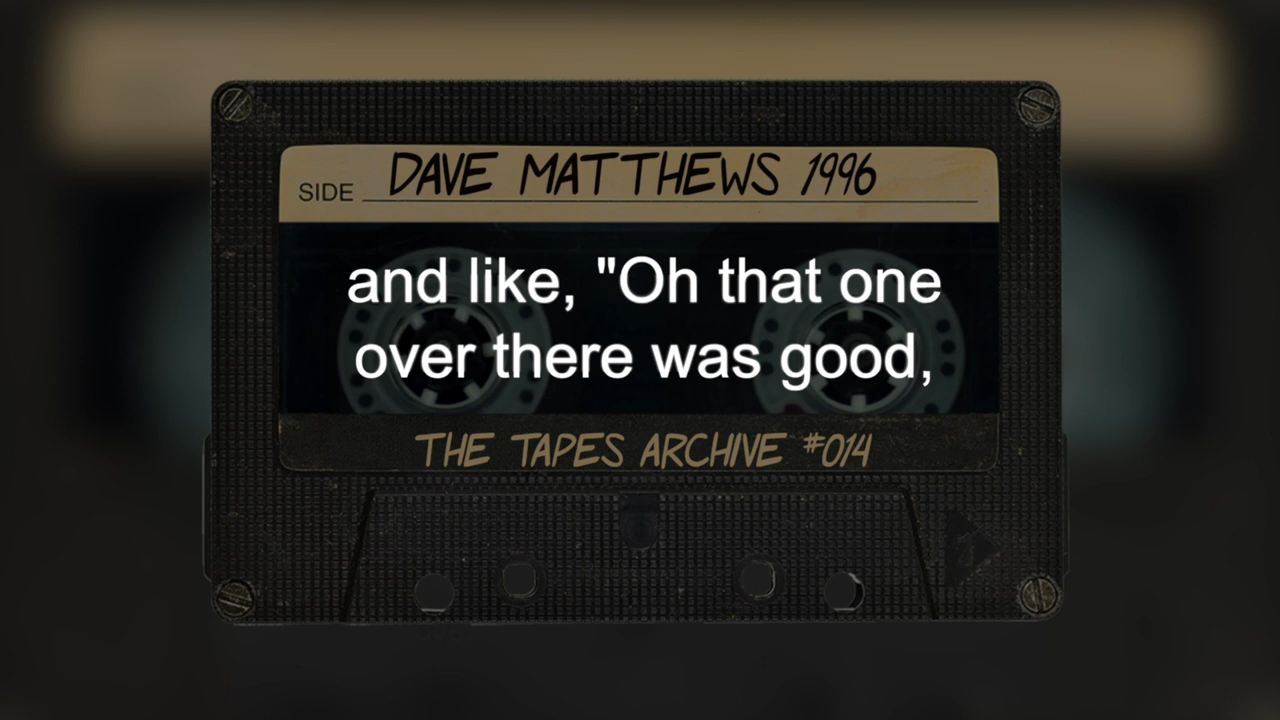 DAVE MATTHEWS 1996
SIDE
and like, "Oh that one
over there was good,
THE TAPES ARCHIVE #014